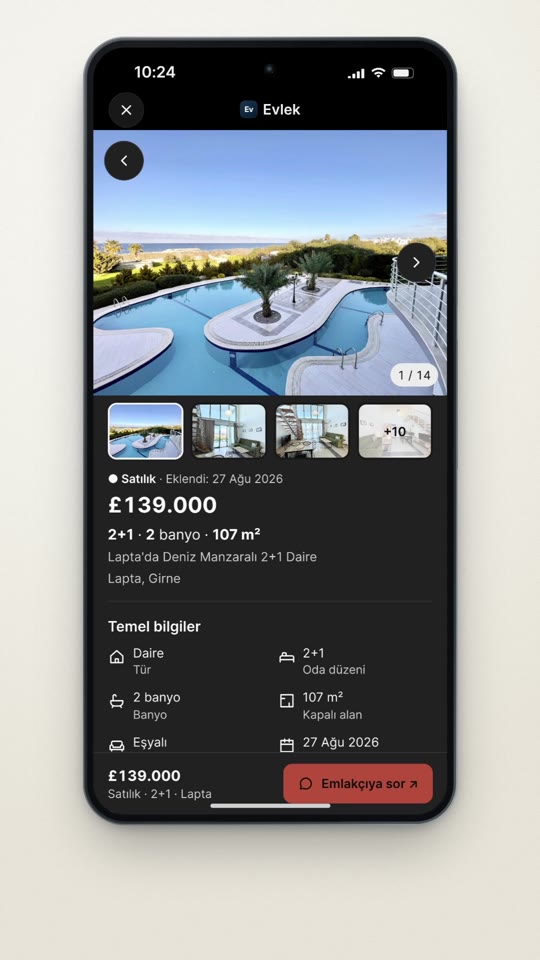 10:24
Ev Evlek
1 / 14
+10
Satılık · Eklendi: 27 Ağu 2026
£139.000
2+1 · 2 banyo · 107 m²
Lapta'da Deniz Manzaralı 2+1 Daire
Lapta, Girne
Temel bilgiler
Daire
Tür
2+1
Oda düzeni
2 banyo
Banyo
107 m²
Kapalı alan
Eşyalı
27 Ağu 2026
£139.000
Satılık · 2+1 · Lapta
Emlakçıya sor ↗